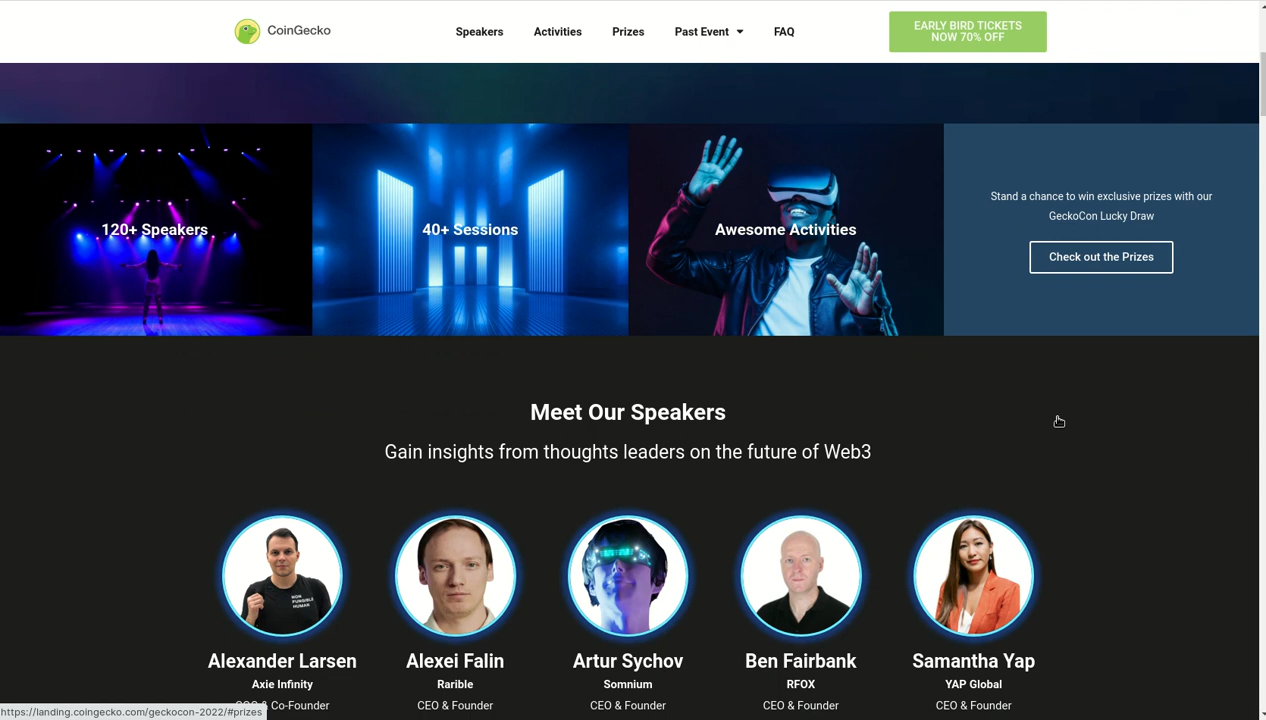 CoinGecko
Speakers
Activities
Prizes
Past Event
FAQ
EARLY BIRD TICKETS
NOW 70% OFF
120+ Speakers
40+ Sessions
Awesome Activities
Stand a chance to win exclusive prizes with our
GeckoCon Lucky Draw
Check out the Prizes
Meet Our Speakers
Gain insights from thoughts leaders on the future of Web3
NON
FUNGIBLE
HUMAN
Alexander Larsen
Axie Infinity
Co-Founder
Alexei Falin
Rarible
CEO & Founder
Artur Sychov
Somnium
CEO & Founder
Ben Fairbank
RFOX
CEO & Founder
Samantha Yap
YAP Global
CEO & Founder
https://landing.coingecko.com/geckocon-2022/#prizes